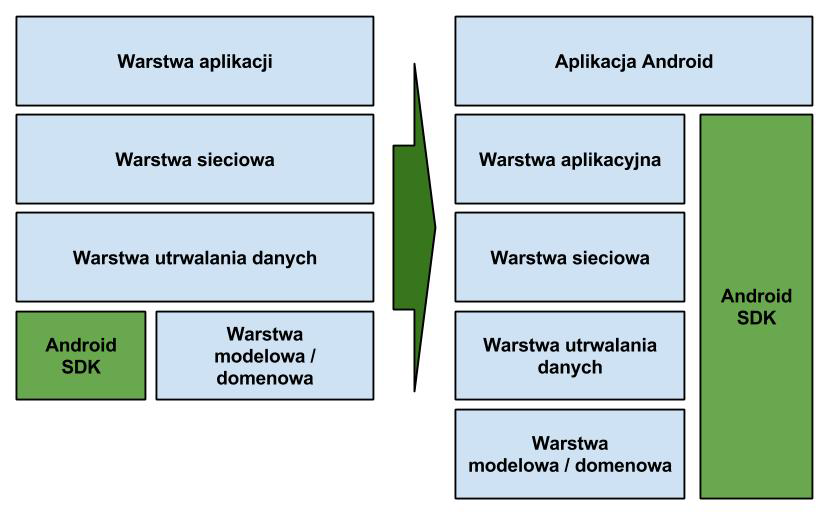 Warstwa aplikacji
Warstwa sieciowa
Warstwa utrwalania danych
Android
SDK
Warstwa
modelowa /
domenowa
Aplikacja Android
Warstwa aplikacyjna
Warstwa sieciowa
Warstwa utrwalania
danych
Warstwa
modelowa / domenowa
Android
SDK